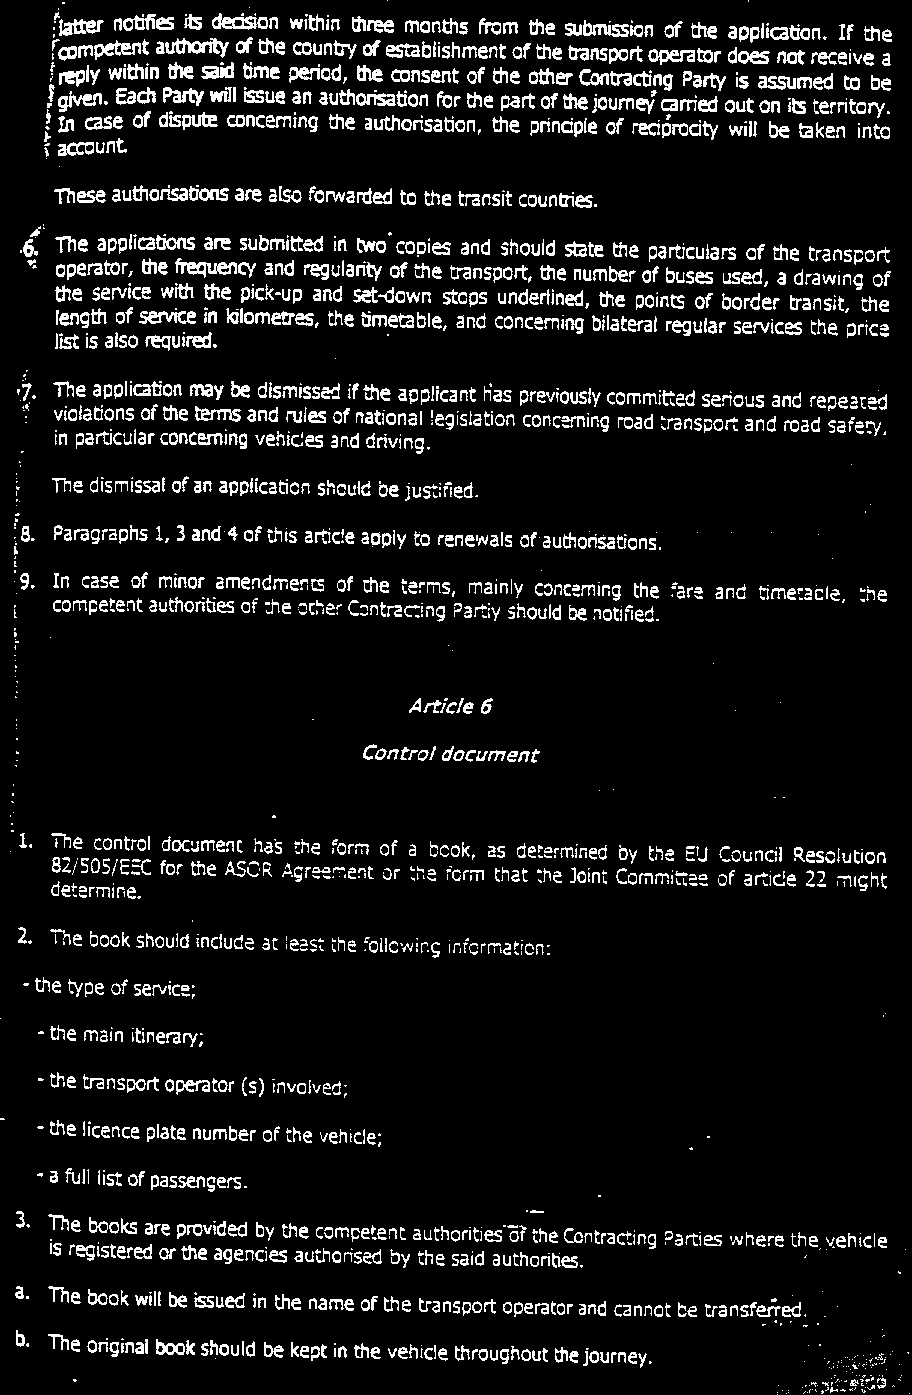 latter notifies its decision within three months from the submission of the application. If the
competent authority of the country of establishment of the transport operator does not receive a
reply within the said time period, the consent of the other Contracting Party is assumed to be
given. Each Party will issue an authorisation for the part of the journey carried out on its territory.
In case of dispute concerning the authorisation, the principle of reciprocity will be taken into
account.
These authorisations are also forwarded to the transit countries.
6. The applications are submitted in two copies and should state the particulars of the transport
operator, the frequency and regularity of the transport, the number of buses used, a drawing of
the service with the pick-up and set-down stops underlined, the points of border transit, the
length of service in kilometres, the timetable, and concerning bilateral regular services the price
list is also required.
7. The application may be dismissed if the applicant has previously committed serious and repeated
violations of the terms and rules of national legislation concerning road transport and road safety,
in particular concerning vehicles and driving.
The dismissal of an application should be justified.
8. Paragraphs 1, 3 and 4 of this article apply to renewals of authorisations.
9. In case of minor amendments of the terms, mainly concerning the fare and timetable, the
competent authorities of the other Contracting Partiy should be notified.
Article 6
Control document
1. The control document has the form of a book, as determined by the EU Council Resolution
82/505/EEC for the ASOR Agreement or the form that the Joint Committee of article 22 might
determine.
2. The book should include at least the following information:
- the type of service;
- the main itinerary;
- the transport operator (s) involved;
- the licence plate number of the vehicle;
- a full list of passengers.
3. The books are provided by the competent authorities of the Contracting Parties where the vehicle
is registered or the agencies authorised by the said authorities.
a. The book will be issued in the name of the transport operator and cannot be transferred.
b. The original book should be kept in the vehicle throughout the journey.